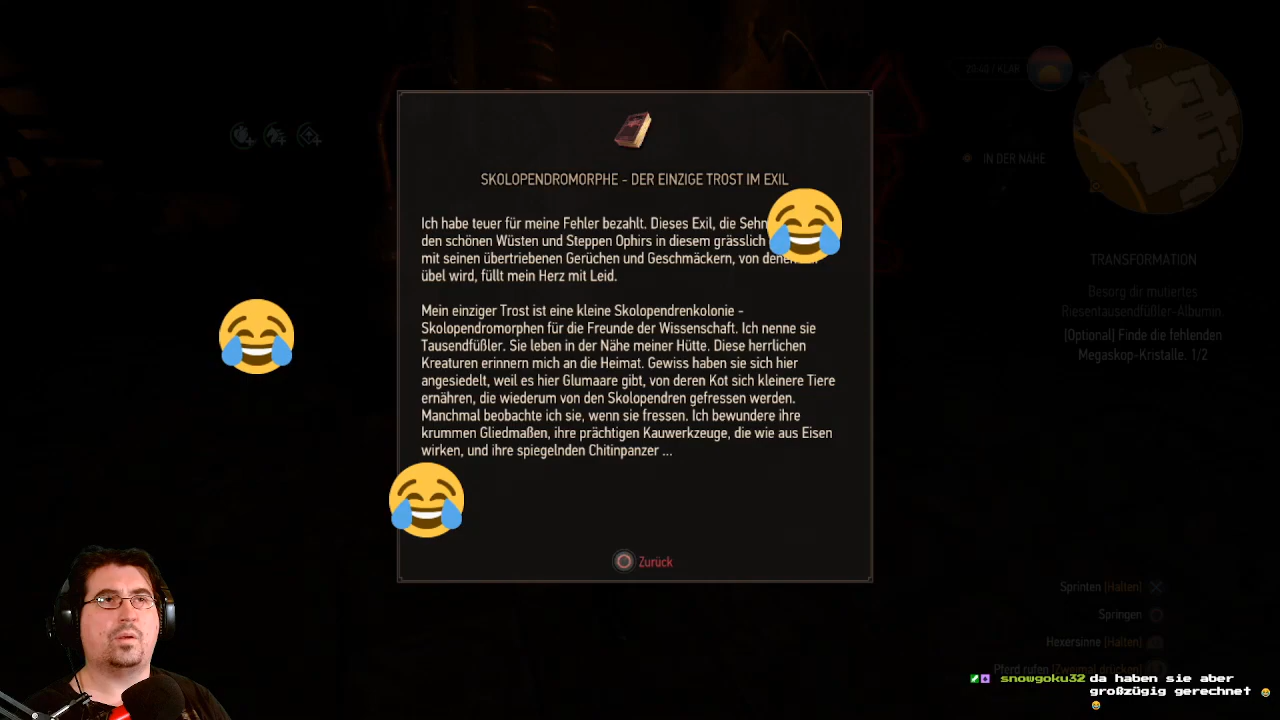 20:40 | KLAR
IN DER NÄHE
SKOLOPENDROMORPHE - DER EINZIGE TROST IM EXIL
Ich habe teuer für meine Fehler bezahlt. Dieses Exil, die
den schönen Wüsten und Steppen Ophirs in diesem grässlich
mit seinen übertriebenen Gerüchen und Geschmäckern, von
übel wird, füllt mein Herz mit Leid.
Mein einziger Trost ist eine kleine Skolopendrenkolonie -
Skolopendromorphen für die Freunde der Wissenschaft. Ich nenne sie
Tausendfüßler. Sie leben in der Nähe meiner Hütte. Diese herrlichen
Kreaturen erinnern mich an die Heimat. Gewiss haben sie sich hier
angesiedelt, weil es hier Glumaare gibt, von deren Kot sich kleinere Tiere
ernähren, die wiederum von den Skolopendren gefressen werden.
Manchmal beobachte ich sie, wenn sie fressen. Ich bewundere ihre
krummen Gliedmaßen, ihre prächtigen Kauwerkzeuge, die wie aus Eisen
wirken, und ihre spiegelnden Chitinpanzer ...
Zurück
TRANSFORMATION
Besorg dir mutiertes
Riesentausendfüßler-Albumin.
[Optional] Finde die fehlenden
Megaskop-Kristalle. 1/2
Sprinten [Halten]
Springen
Hexersinne [Halten]
Pferd rufen [Zweimal drücken]
snowgoku32 da haben sie aber
großzügig gerechnet